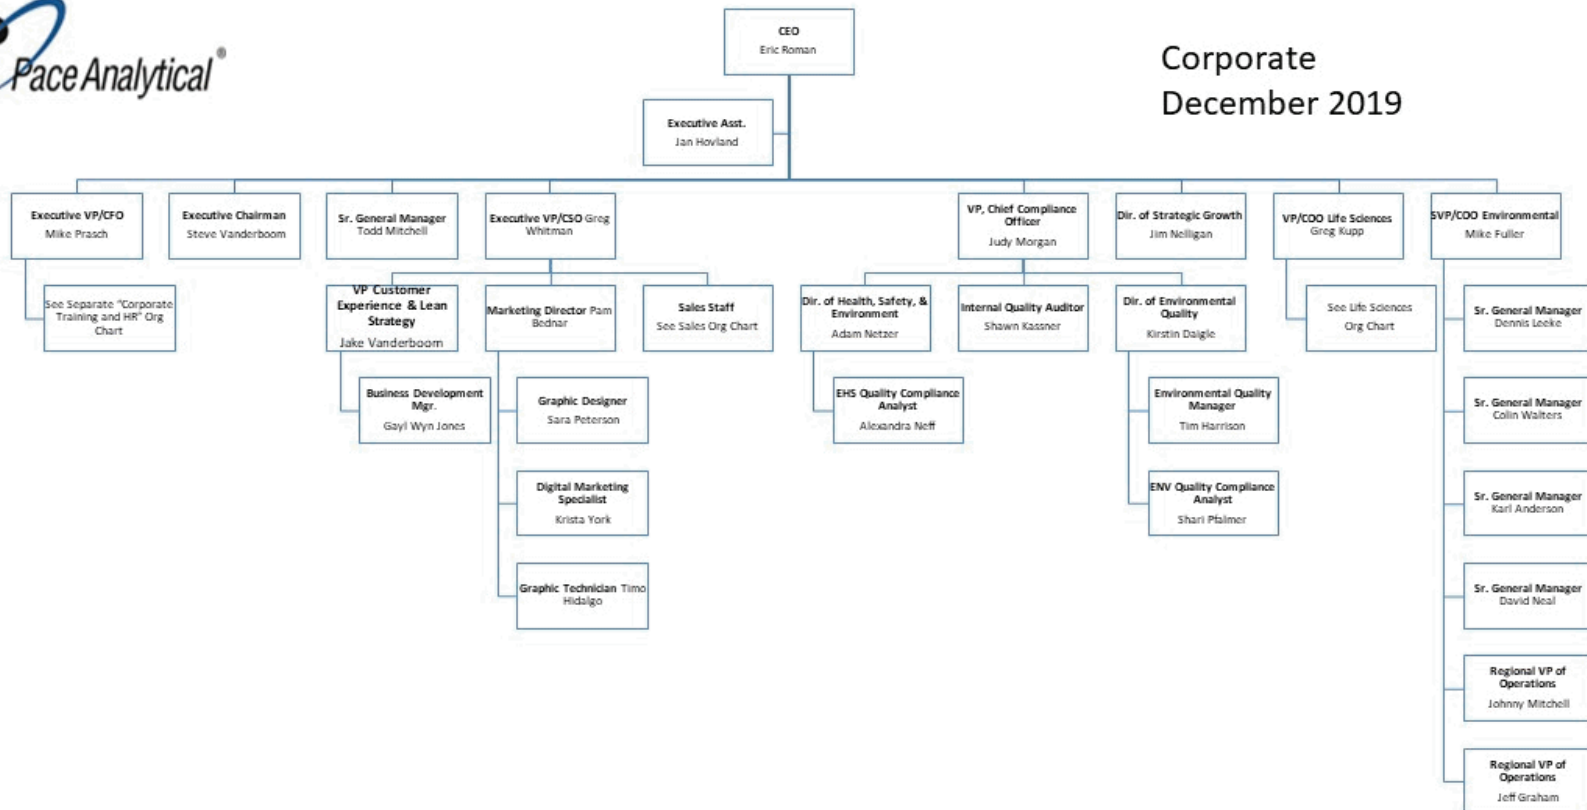 Pace Analytical®
Corporate
December 2019
CEO
Eric Roman
Executive Asst.
Jan Hovland
Executive VP/CFO
Mike Prasch
Executive Chairman
Steve Vanderboom
Sr. General Manager
Todd Mitchell
Executive VP/CSO Greg
Whitman
VP, Chief Compliance
Officer
Judy Morgan
Dir. of Strategic Growth
Jim Nelligan
VP/COO Life Sciences
Greg Kupp
SVP/COO Environmental
Mike Fuller
See Separate "Corporate
Training and HR" Org
Chart
VP Customer
Experience & Lean
Strategy
Jake Vanderboom
Marketing Director Pam
Bednar
Sales Staff
See Sales Org Chart
Dir. of Health, Safety, &
Environment
Adam Netzer
Internal Quality Auditor
Shawn Kassner
Dir. of Environmental
Quality
Kirstin Daigle
See Life Sciences
Org Chart
Sr. General Manager
Dennis Leeke
Business Development
Mgr.
Gayl Wyn Jones
Graphic Designer
Sara Peterson
EHS Quality Compliance
Analyst
Alexandra Neff
Environmental Quality
Manager
Tim Harrison
Sr. General Manager
Colin Walters
Digital Marketing
Specialist
Krista York
ENV Quality Compliance
Analyst
Shari Pfalmer
Sr. General Manager
Karl Anderson
Graphic Technician Timo
Hidalgo
Sr. General Manager
David Neal
Regional VP of
Operations
Johnny Mitchell
Regional VP of
Operations
Jeff Graham